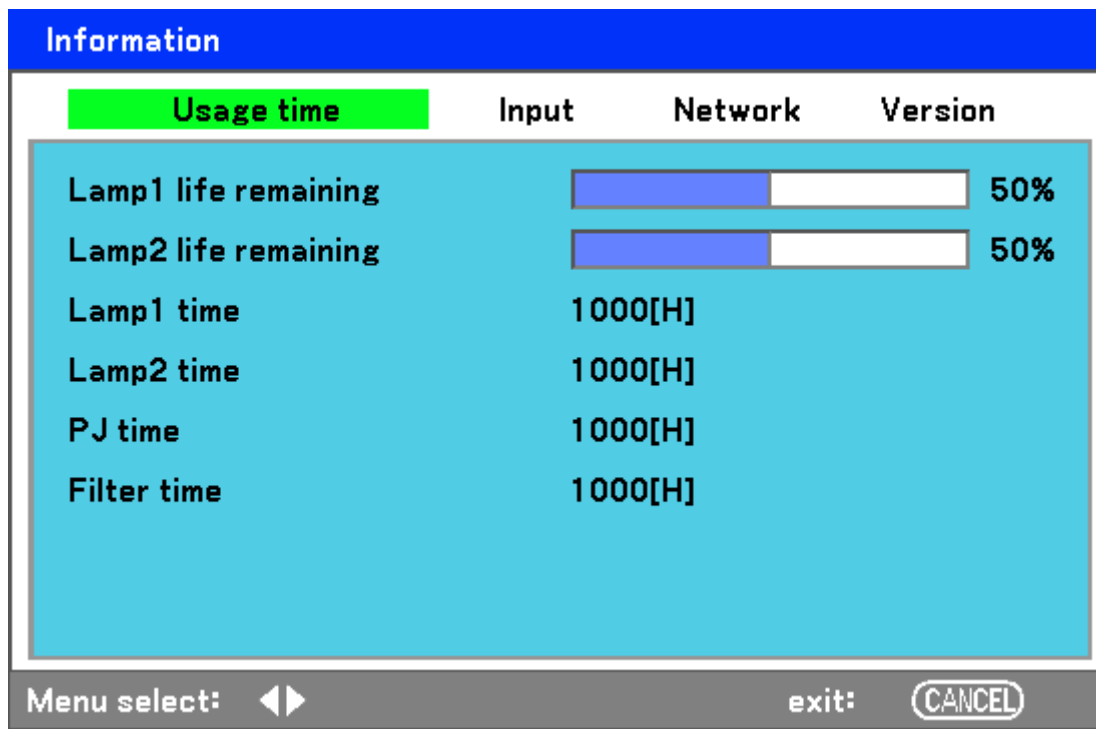 Information
Usage time Input Network Version
Lamp1 life remaining 50%
Lamp2 life remaining 50%
Lamp1 time 1000[H]
Lamp2 time 1000[H]
PJ time 1000[H]
Filter time 1000[H]
Menu select: exit: CANCEL